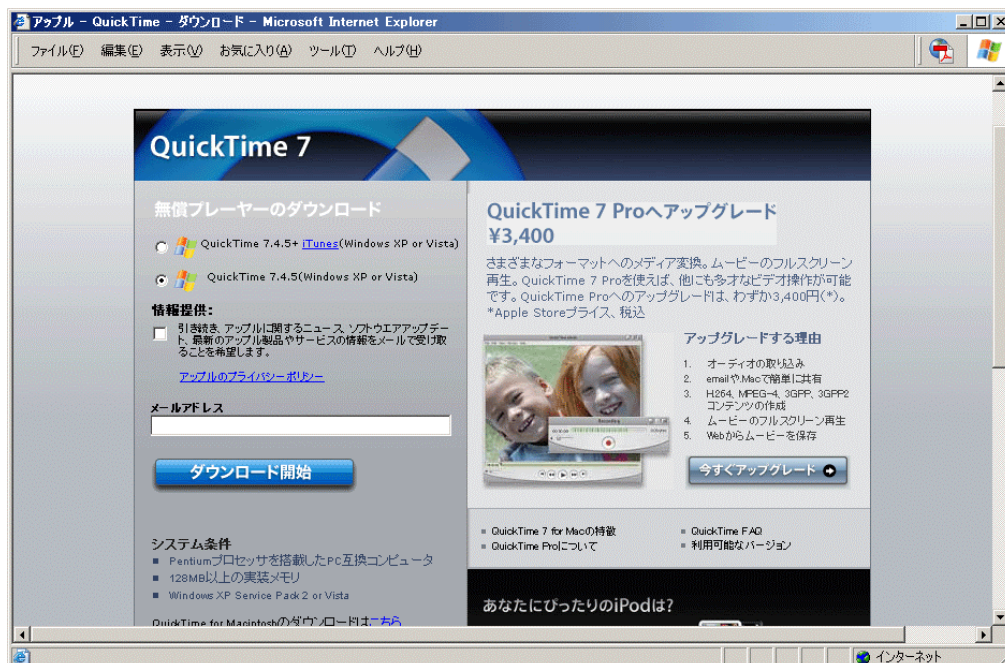 アップル - QuickTime - ダウンロード - Microsoft Internet Explorer
ファイル(F) 編集(E) 表示(V) お気に入り(A) ツール(T) ヘルプ(H)
QuickTime 7
無償プレーヤーのダウンロード
QuickTime 7.4.5+ iTunes(Windows XP or Vista)
QuickTime 7.4.5(Windows XP or Vista)
情報提供:
引き続き、アップルに関するニュース、ソフトウエアアップデー
ト、最新のアップル製品やサービスの情報をメールで受け取
ることを希望します。
アップルのプライバシーポリシー
メールアドレス
ダウンロード開始
システム条件
Pentiumプロセッサを搭載したPC互換コンピュータ
128MB以上の実装メモリ
Windows XP Service Pack 2 or Vista
QuickTime for Macintoshのダウンロードはこちら
QuickTime 7 Proへアップグレード
¥3,400
さまざまなフォーマットへのメディア変換。ムービーのフルスクリーン
再生。QuickTime 7 Proを使えば、他にも多才なビデオ操作が可能
です。QuickTime Proへのアップグレードは、わずか3,400円(*)。
*Apple Storeプライス、税込
アップグレードする理由
1. オーディオの取り込み
2. emailや.Macで簡単に共有
3. H264, MPEG-4, 3GPP, 3GPP2
コンテンツの作成
4. ムービーのフルスクリーン再生
5. Webからムービーを保存
Recording
今すぐアップグレード
QuickTime 7 for Macの特徴
QuickTime Proについて
QuickTime FAQ
利用可能なバージョン
あなたにぴったりのiPodは?
インターネット